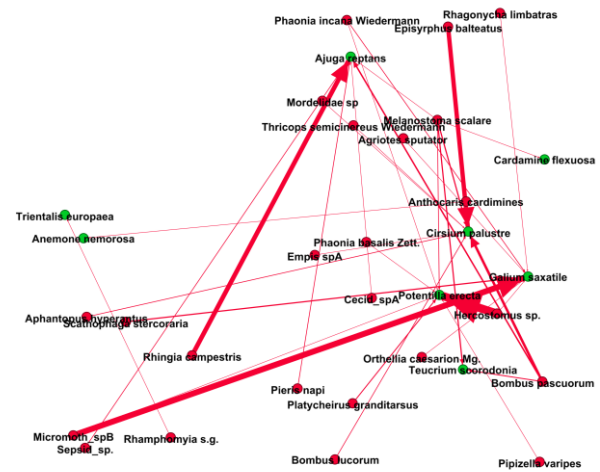 Rhagonycha limbatras
Phaonia incana Wiedermann
Episyrphus balteatus
Ajuga reptans
Mordelidae sp
Melanostoma scalare
Thricops semicinereus Wiedermann
Agriotes sputator
Cardamine flexuosa
Anthocaris cardimines
Trientalis europaea
Cirsium palustre
Anemone nemorosa
Phaonia basalis Zett.
Empis spA
Galium saxatile
Cecid_spA
Potentilla erecta
Hercostomus sp.
Aphantopus hyperantus
Scathophaga stercoraria
Rhingia campestris
Orthellia caesarion Mg.
Teucrium scorodonia
Bombus pascuorum
Pieris napi
Platycheirus granditarsus
Micromoth_spB
Rhamphomyia s.g.
Sepsid_sp.
Bombus lucorum
Pipizella varipes